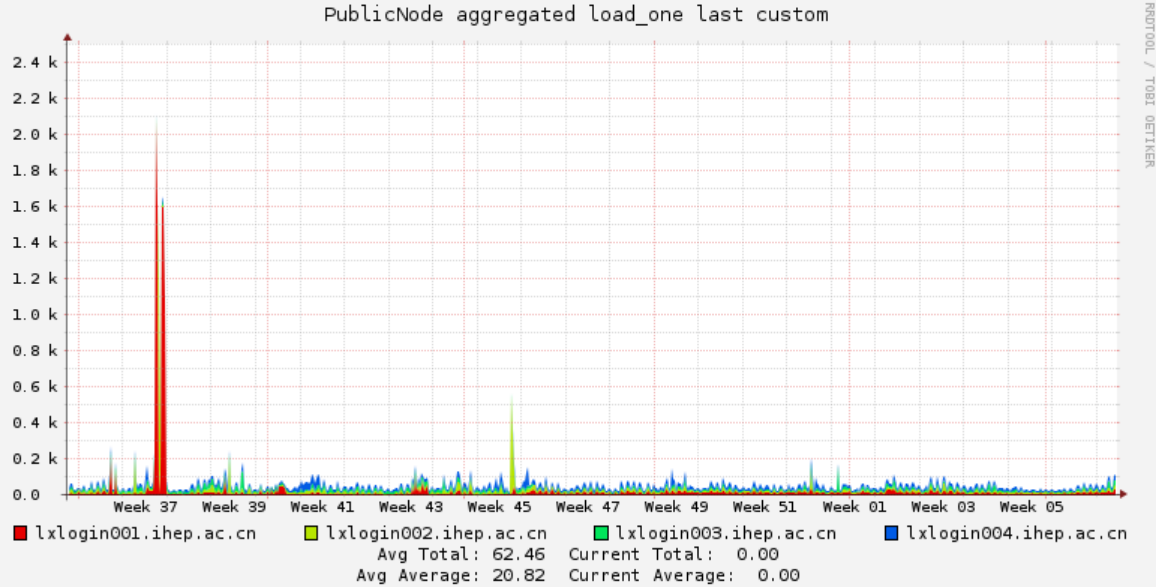 PublicNode aggregated load_one last custom
RRDTOOL / TOBI OETIKER
2.4 k
2.2 k
2.0 k
1.8 k
1.6 k
1.4 k
1.2 k
1.0 k
0.8 k
0.6 k
0.4 k
0.2 k
0.0
Week 37 Week 39 Week 41 Week 43 Week 45 Week 47 Week 49 Week 51 Week 01 Week 03 Week 05
lxlogin001.ihep.ac.cn lxlogin002.ihep.ac.cn lxlogin003.ihep.ac.cn lxlogin004.ihep.ac.cn
Avg Total: 62.46 Current Total: 0.00
Avg Average: 20.82 Current Average: 0.00